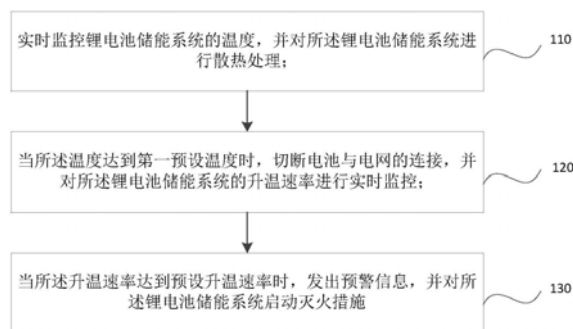 实时监控锂电池储能系统的温度，并对所述锂电池储能系统进
行散热处理；
110
当所述温度达到第一预设温度时，切断电池与电网的连接，并
对所述锂电池储能系统的升温速率进行实时监控；
120
当所述升温速率达到预设升温速率时，发出预警信息，并对所
述锂电池储能系统启动灭火措施
130